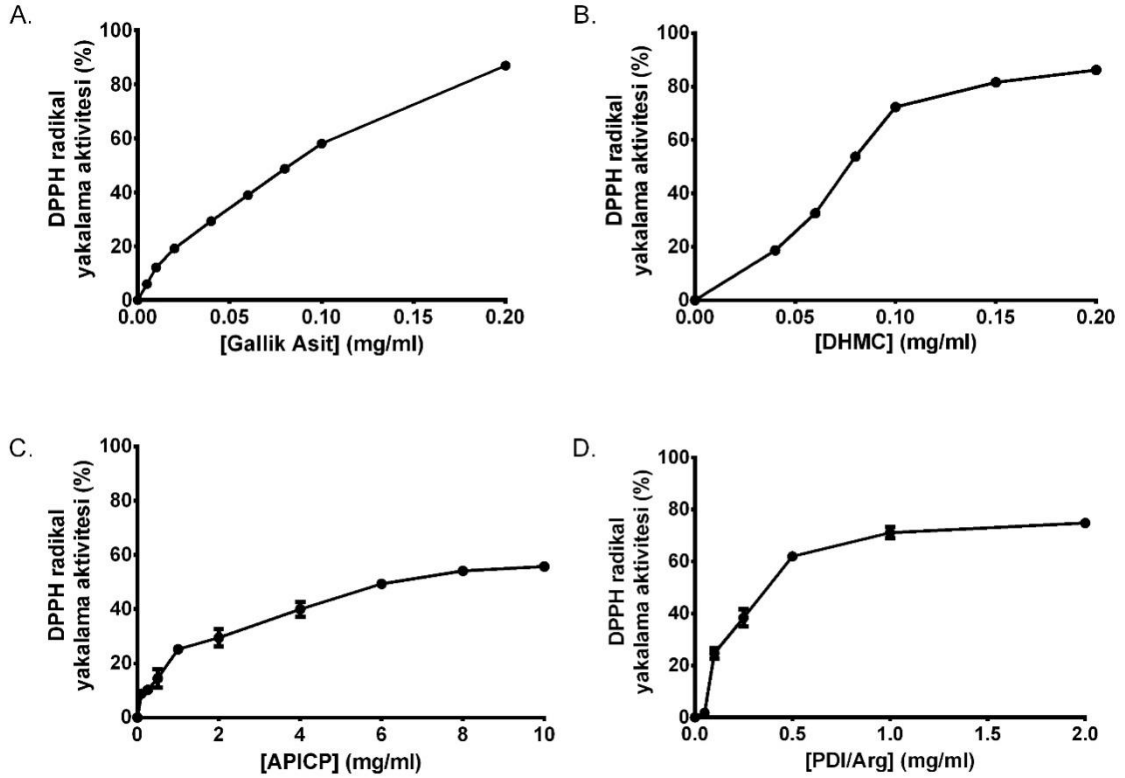 A.
DPPH radikal
yakalama aktivitesi (%)
100
80
60
40
20
0
0.00 0.05 0.10 0.15 0.20
[Gallik Asit] (mg/ml)
B.
DPPH radikal
yakalama aktivitesi (%)
100
80
60
40
20
0
0.00 0.05 0.10 0.15 0.20
[DHMC] (mg/ml)
C.
DPPH radikal
yakalama aktivitesi (%)
100
80
60
40
20
0
0 2 4 6 8 10
[APICP] (mg/ml)
D.
DPPH radikal
yakalama aktivitesi (%)
100
80
60
40
20
0
0.0 0.5 1.0 1.5 2.0
[PDI/Arg] (mg/ml)